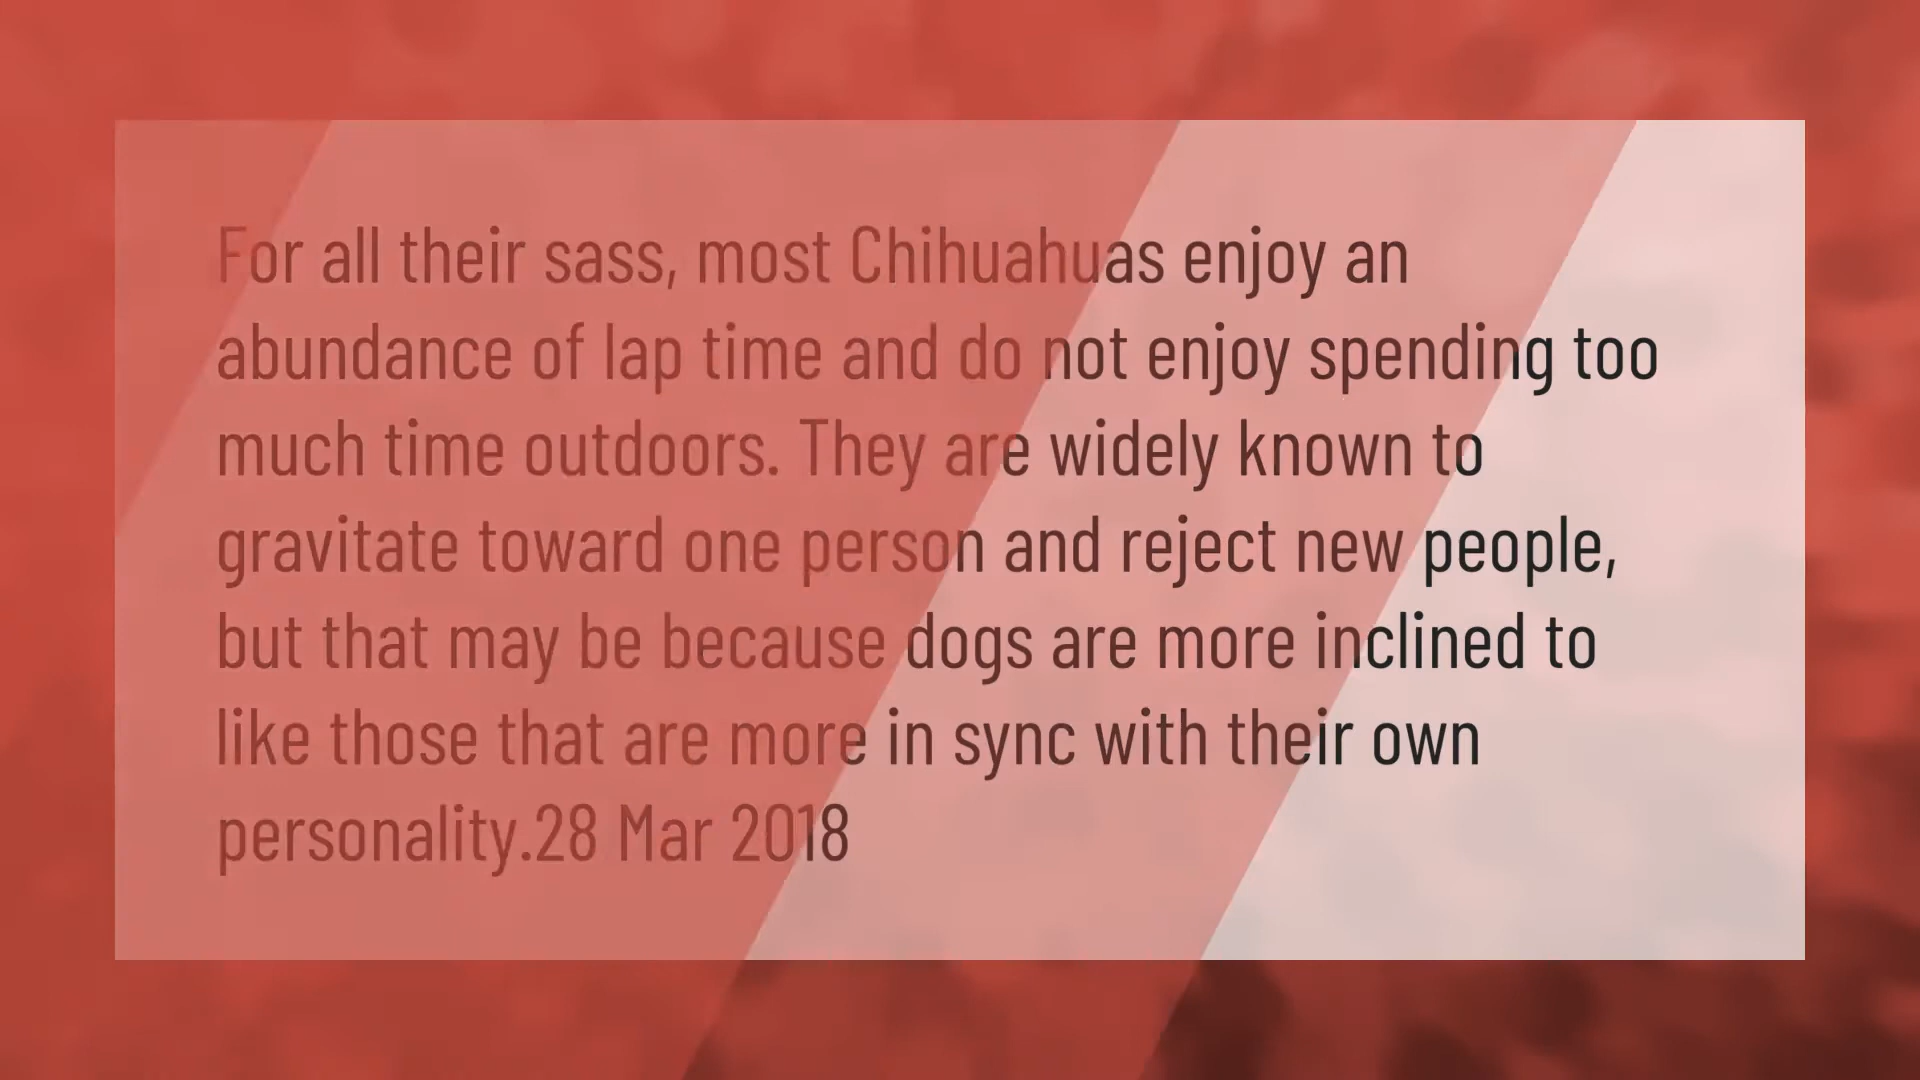 For all their sass, most Chihuahuas enjoy an
abundance of lap time and do not enjoy spending too
much time outdoors. They are widely known to
gravitate toward one person and reject new people,
but that may be because dogs are more inclined to
like those that are more in sync with their own
personality.28 Mar 2018